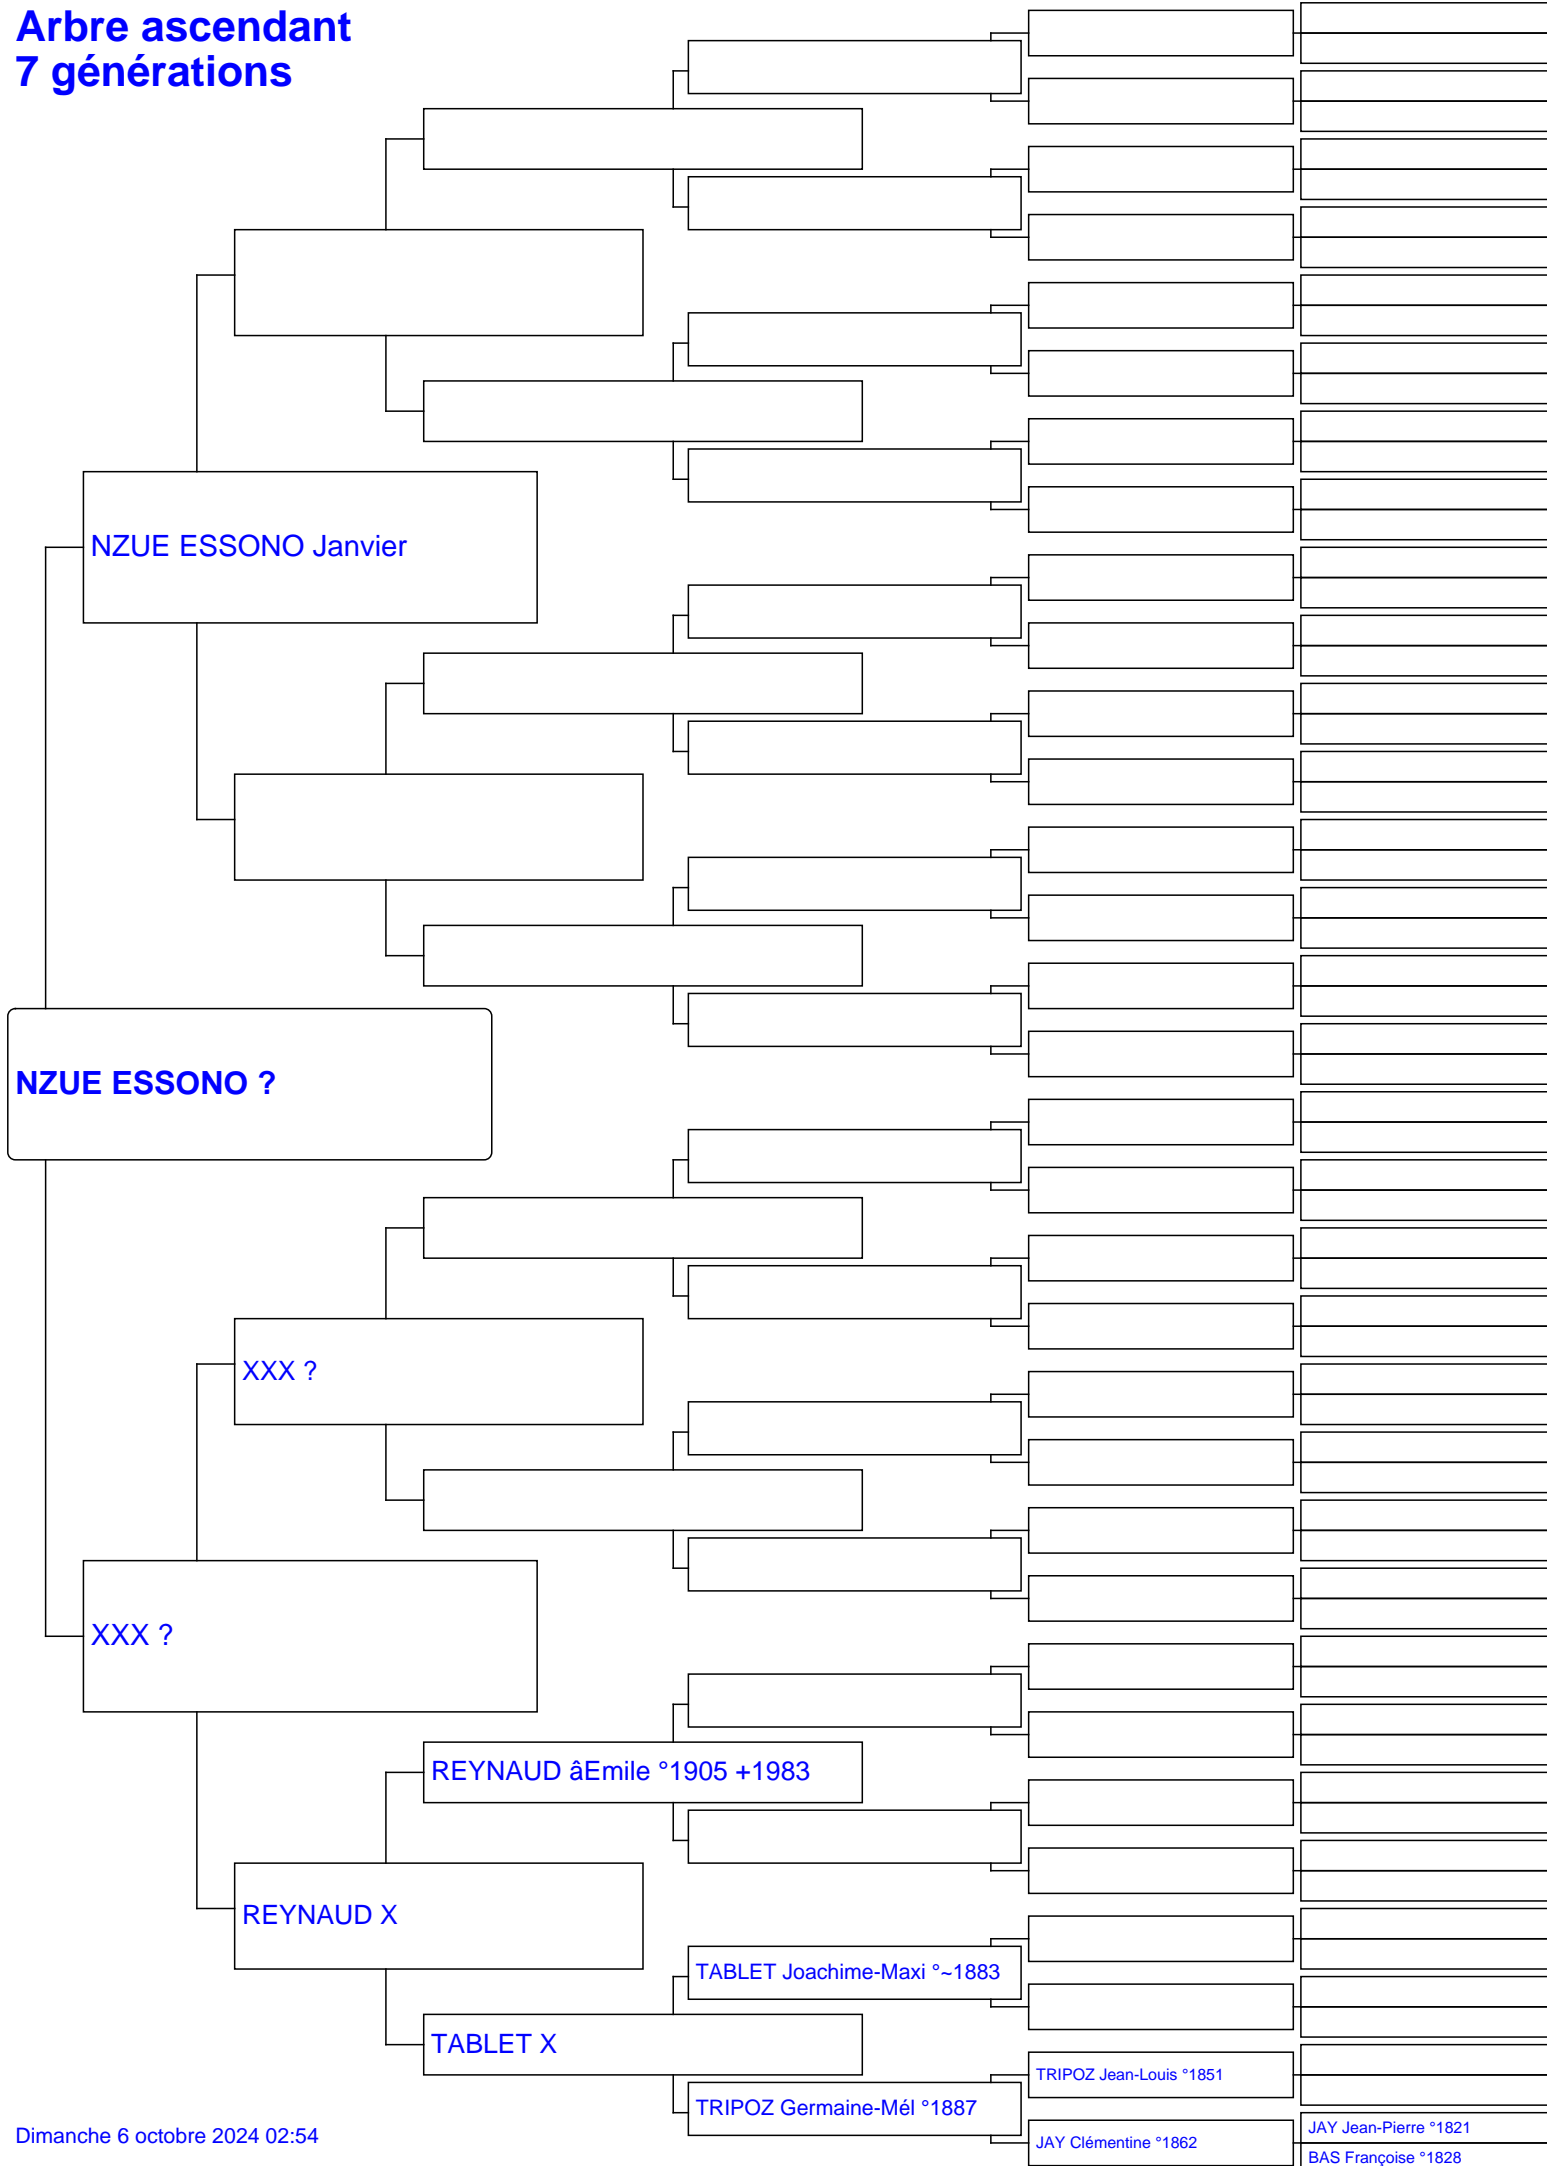 Arbre ascendant
7 générations
NZUE ESSONO Janvier
NZUE ESSONO ?
XXX ?
XXX ?
REYNAUD âEmile °1905 +1983
REYNAUD X
TABLET Joachime-Maxi °~1883
TABLET X
TRIPOZ Jean-Louis °1851
TRIPOZ Germaine-Mél °1887
JAY Jean-Pierre °1821
JAY Clémentine °1862
BAS Françoise °1828
Dimanche 6 octobre 2024 02:54